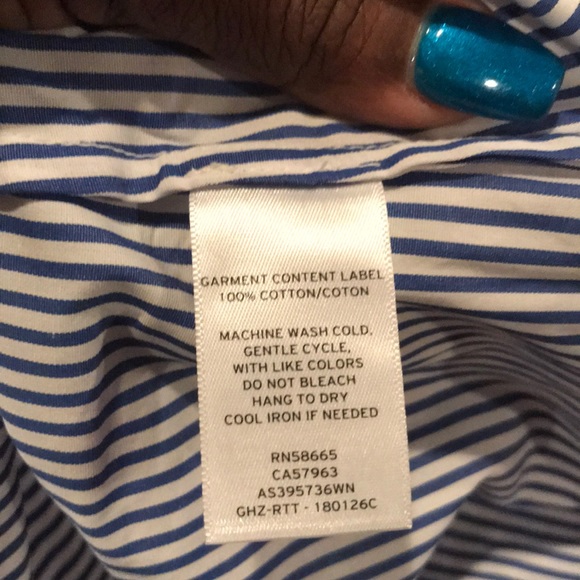 GARMENT CONTENT LABEL
100% COTTON/COTON
MACHINE WASH COLD,
GENTLE CYCLE,
WITH LIKE COLORS
DO NOT BLEACH
HANG TO DRY
COOL IRON IF NEEDED
RN58665
CA57963
AS395736WN
GHZ-RTT - 180126C